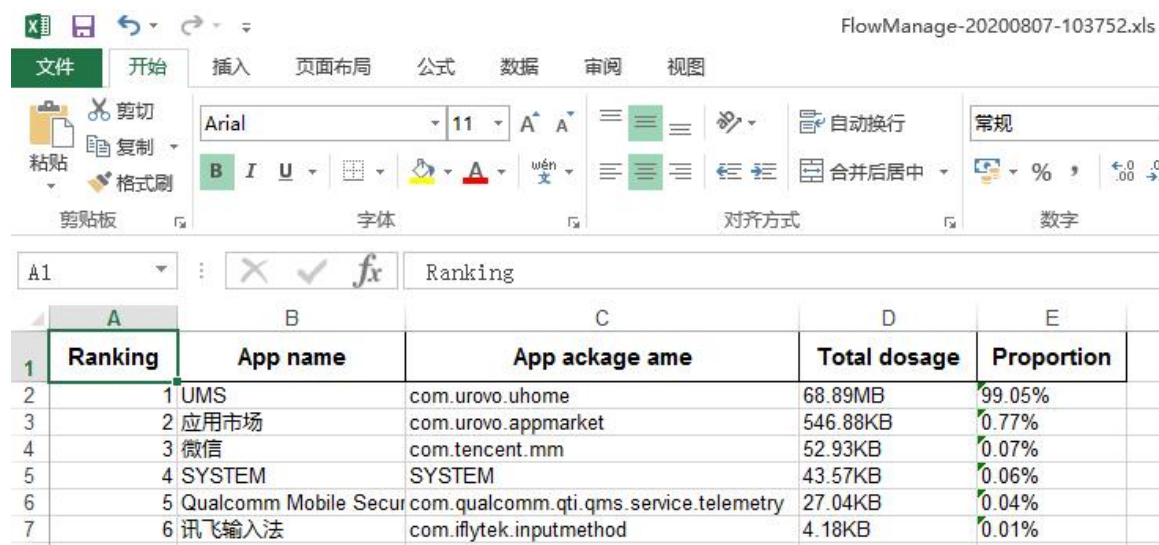 FlowManage-20200807-103752.xls
文件 开始 插入 页面布局 公式 数据 审阅 视图
剪切
复制
格式刷
粘贴
Arial 11 A A
B I U A wén 文
自动换行
合并后居中
常规
% , .0 .00
剪贴板 字体 对齐方式 数字
A1 fx Ranking
A B C D E
1 Ranking App name App ackage ame Total dosage Proportion
2 1 UMS com.urovo.uhome 68.89MB 99.05%
3 2 应用市场 com.urovo.appmarket 546.88KB 0.77%
4 3 微信 com.tencent.mm 52.93KB 0.07%
5 4 SYSTEM SYSTEM 43.57KB 0.06%
6 5 Qualcomm Mobile Secur com.qualcomm.qti.qms.service.telemetry 27.04KB 0.04%
7 6 讯飞输入法 com.iflytek.inputmethod 4.18KB 0.01%